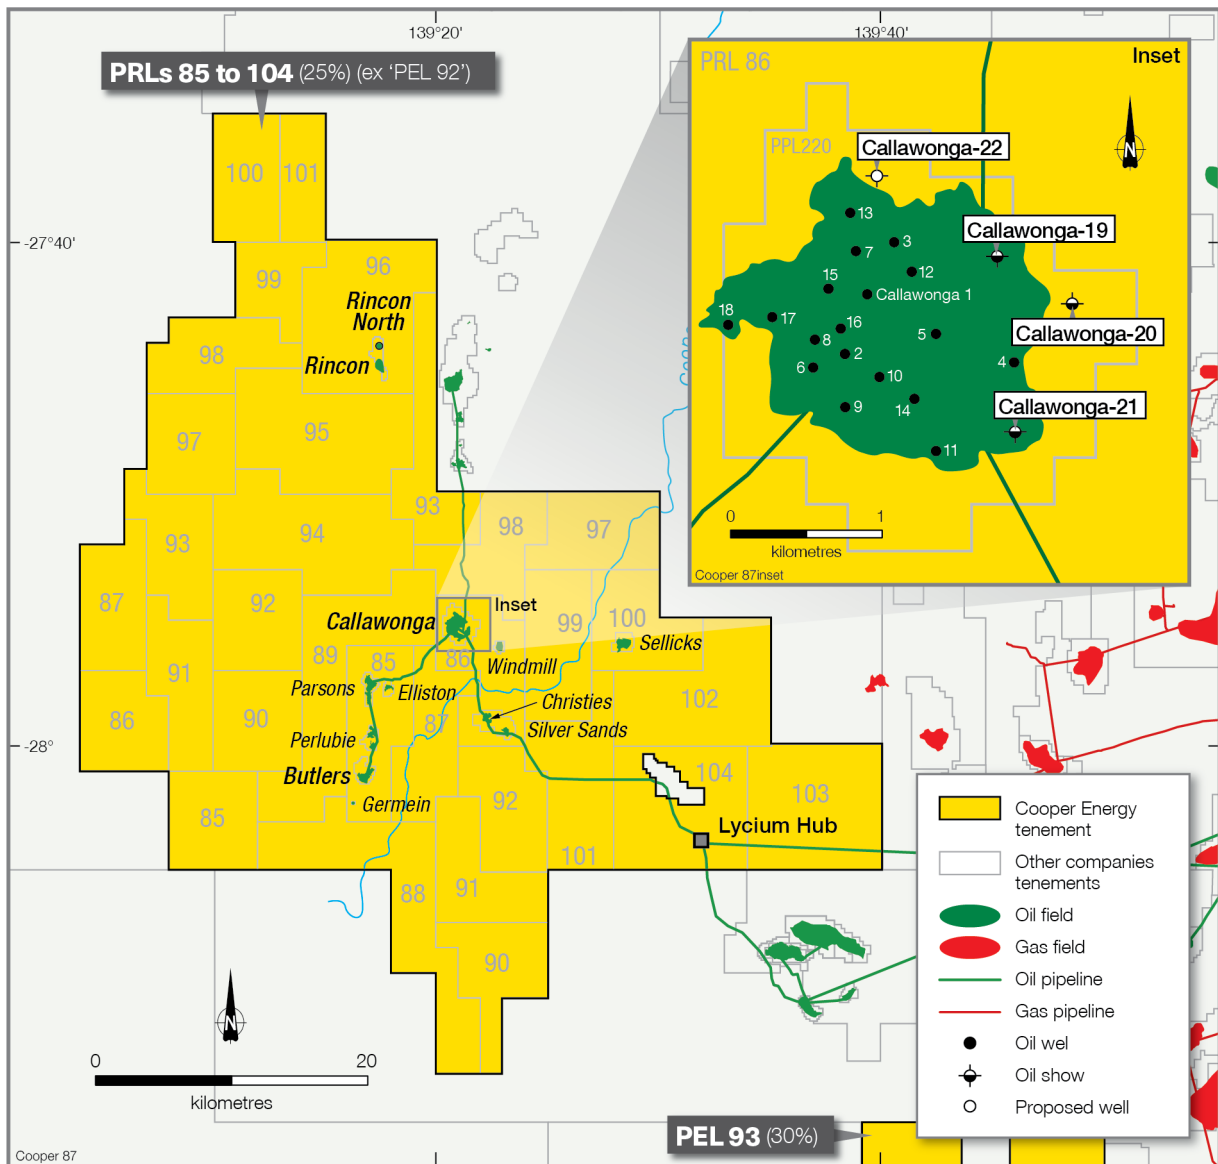 139°20'
139°40'
PRLs 85 to 104 (25%) (ex ‘PEL 92’)
Inset
PRL 86
PPL220
Callawonga-22
N
13
Callawonga-19
3
7
12
15
Callawonga 1
18
17
16
5
Callawonga-20
8
2
4
6
10
Callawonga-21
9
14
11
0
1
kilometres
Cooper 87inset
100
101
-27°40'
99
96
Rincon
North
98
Rincon
97
95
93
98
97
94
93
87
92
Inset
Callawonga
99
100
Sellicks
89
85
86
Windmill
91
Parsons
Elliston
102
Christies
86
90
87
Silver Sands
Perlubie
-28°
Butlers
104
103
92
Germein
85
Lycium Hub
101
88
91
90
N
0
20
kilometres
PEL 93 (30%)
Cooper 87
Cooper Energy
tenement
Other companies
tenements
Oil field
Gas field
Oil pipeline
Gas pipeline
Oil wel
Oil show
Proposed well